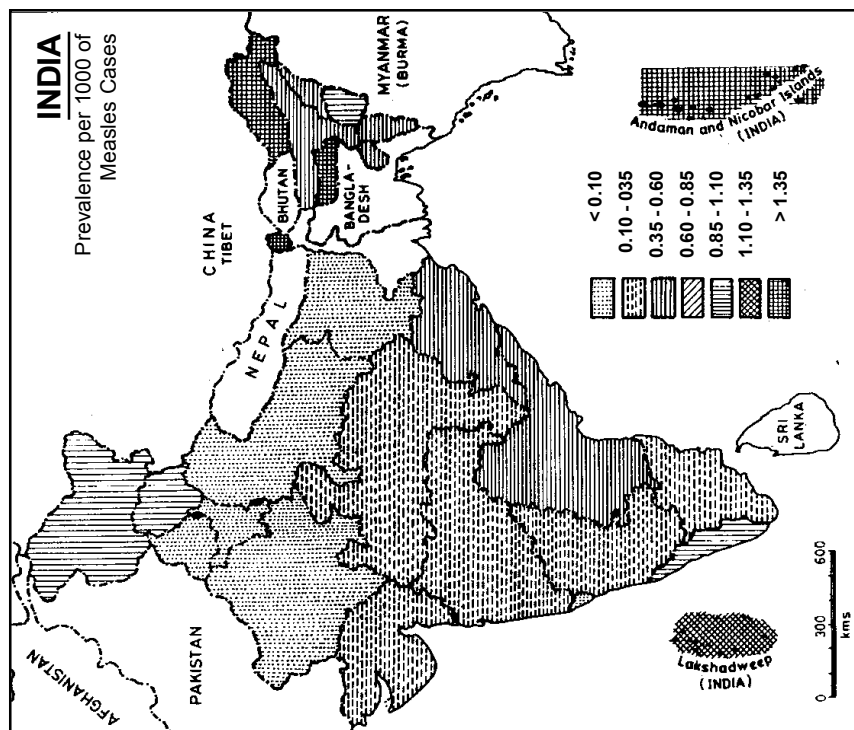 INDIA
Prevalence per 1000 of
Measles Cases
AFGHANISTAN
PAKISTAN
CHINA
TIBET
NEPAL
BHUTAN
BANGLA-
DESH
MYANMAR
(BURMA)
SRI
LANKA
Lakshadweep
(INDIA)
Andaman and Nicobar Islands
(INDIA)
< 0.10
0.10 - 035
0.35 - 0.60
0.60 - 0.85
0.85 - 1.10
1.10 - 1.35
> 1.35
0 300 600
kms